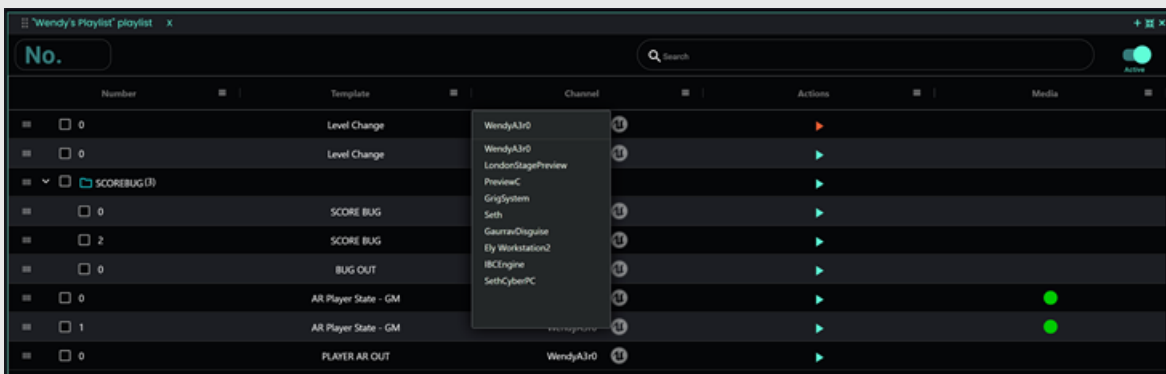 "Wendy's Playlist" playlist X
No.
Search
Active
Number Template Channel Actions Media
0 Level Change WendyA3r0
0 Level Change WendyA3r0
LondonStagePreview
SCOREBUG (3) PreviewC
GrigSystem
0 SCORE BUG Seth
GaurravDisguise
2 SCORE BUG Ely Workstation2
IBCEngine
0 BUG OUT SethCyberPC
0 AR Player State - GM
1 AR Player State - GM WendyA3r0
0 PLAYER AR OUT WendyA3r0